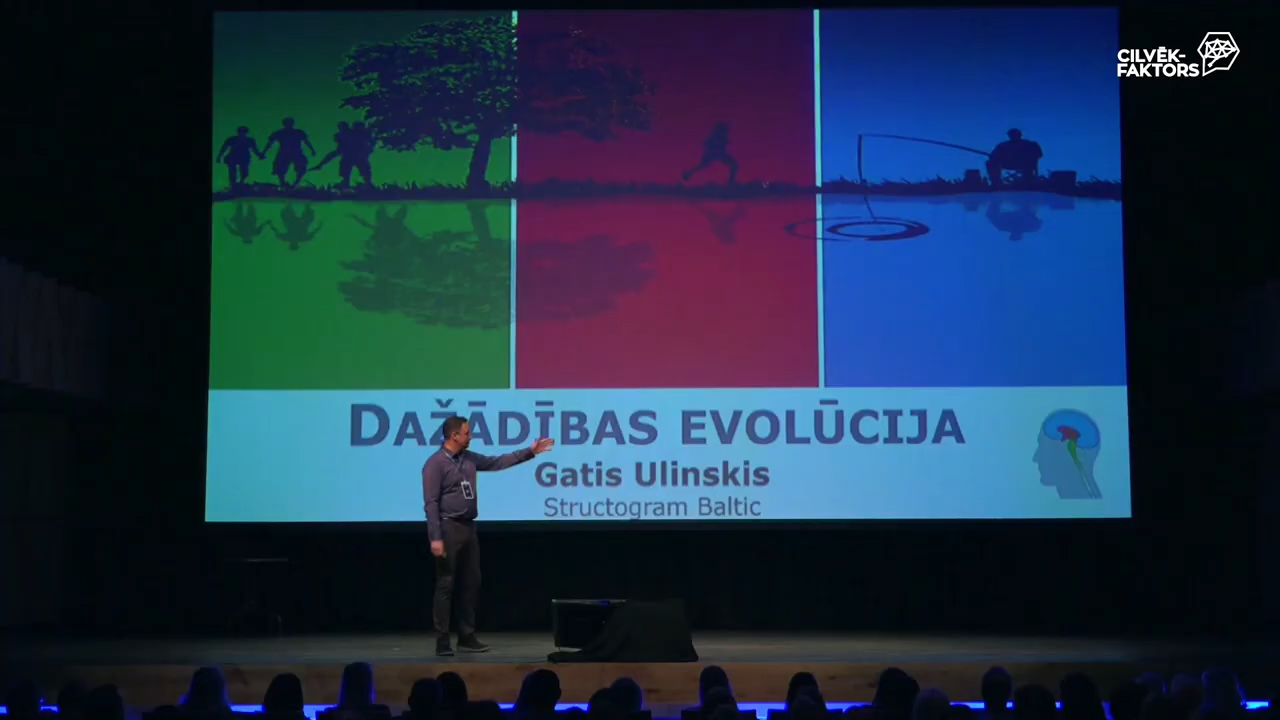 CILVĒK-
FAKTORS
DAŽĀDĪBAS EVOLŪCIJA
Gatis Ulinskis
Structogram Baltic